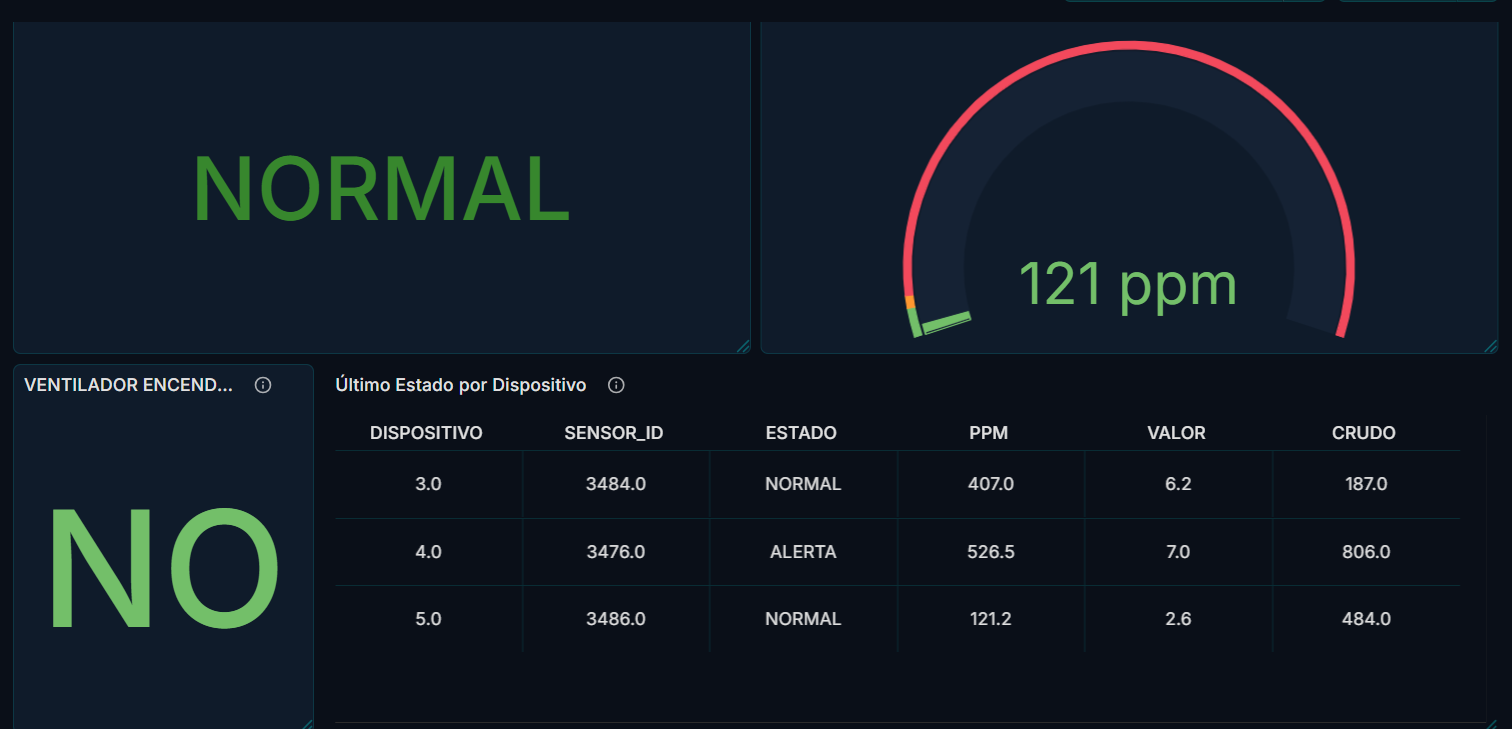 NORMAL
121 ppm
VENTILADOR ENCEND...
NO
Último Estado por Dispositivo
DISPOSITIVO SENSOR_ID ESTADO PPM VALOR CRUDO
3.0 3484.0 NORMAL 407.0 6.2 187.0
4.0 3476.0 ALERTA 526.5 7.0 806.0
5.0 3486.0 NORMAL 121.2 2.6 484.0